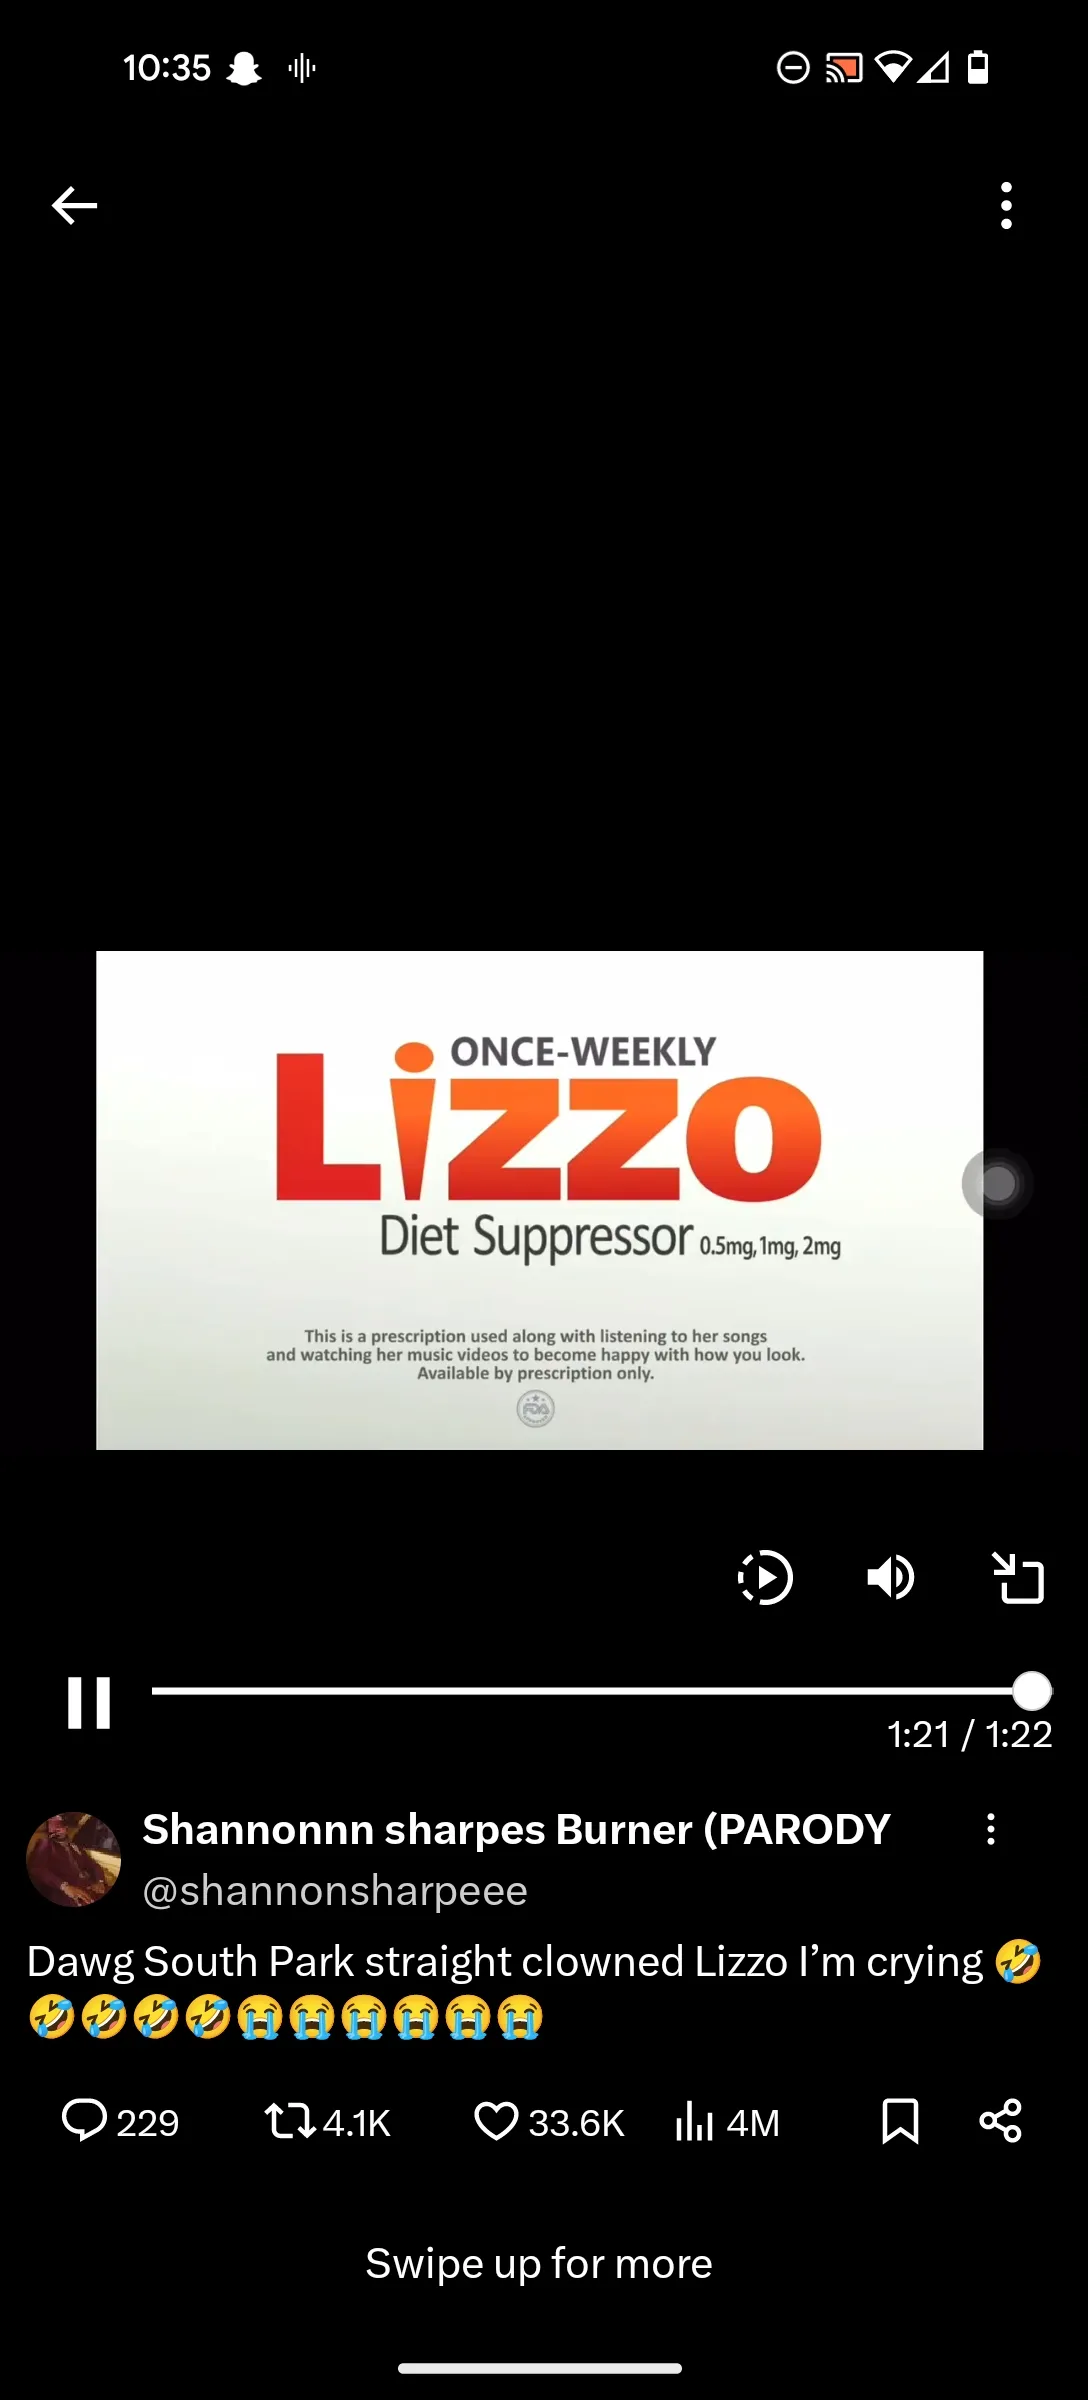 10:35
ONCE-WEEKLY
Lizzo
Diet Suppressor 0.5mg, 1mg, 2mg
This is a prescription used along with listening to her songs
and watching her music videos to become happy with how you look.
Available by prescription only.
FDA
1:21 / 1:22
Shannonnn sharpes Burner (PARODY
@shannonsharpeee
Dawg South Park straight clowned Lizzo I’m crying 🤣
🤣🤣🤣🤣😭😭😭😭😭😭
229 4.1K 33.6K 4M
Swipe up for more